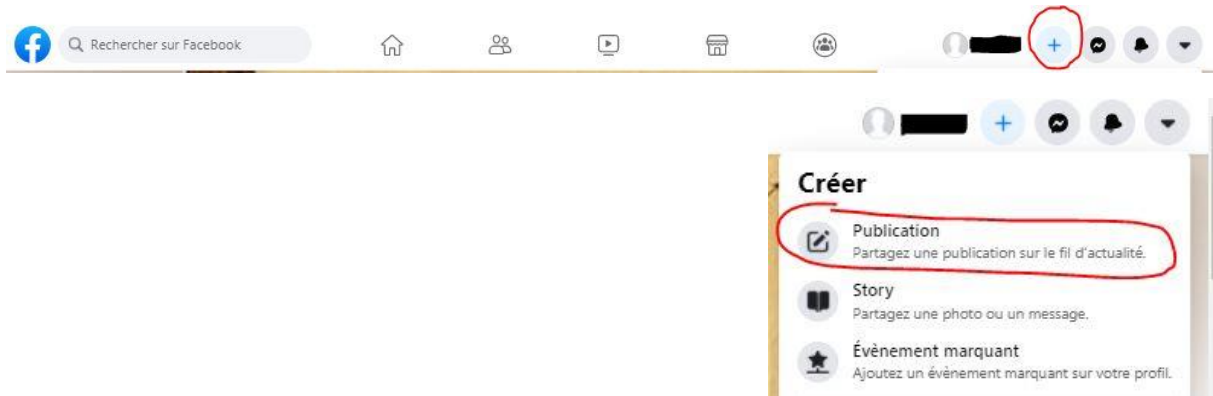 Rechercher sur Facebook
Créer
Publication
Partagez une publication sur le fil d'actualité.
Story
Partagez une photo ou un message.
Évènement marquant
Ajoutez un évènement marquant sur votre profil.